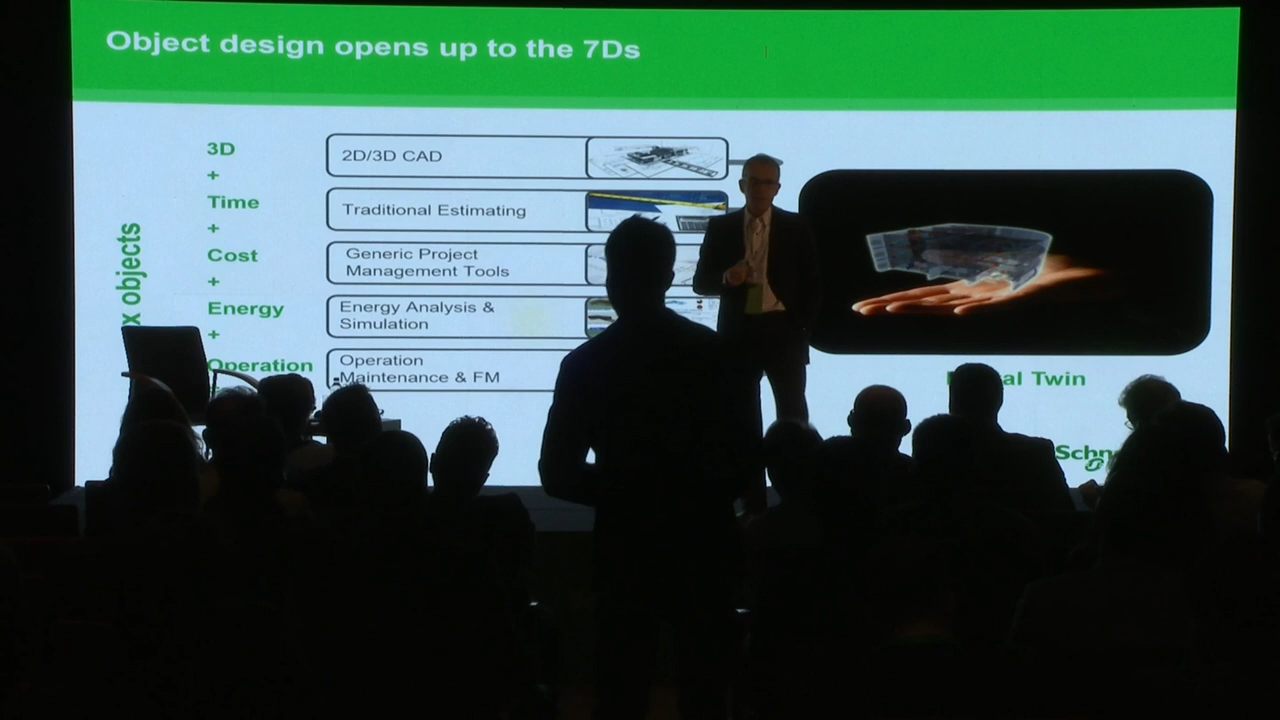 Object design opens up to the 7Ds
3D
2D/3D CAD
+
Time
Traditional Estimating
+
Cost
Generic Project
Management Tools
+
Energy
Energy Analysis &
Simulation
+
Operation
Operation
Maintenance & FM
x objects
Twin